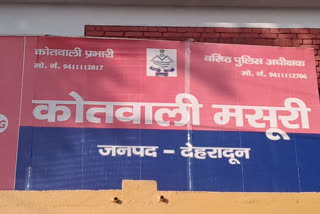 कोतवाली प्रभारी
मो. नं. 9411112817
वरिष्ठ पुलिस अधीक्षक
मो. नं. 9411112706
कोतवाली मसूरी
जनपद - देहरादून